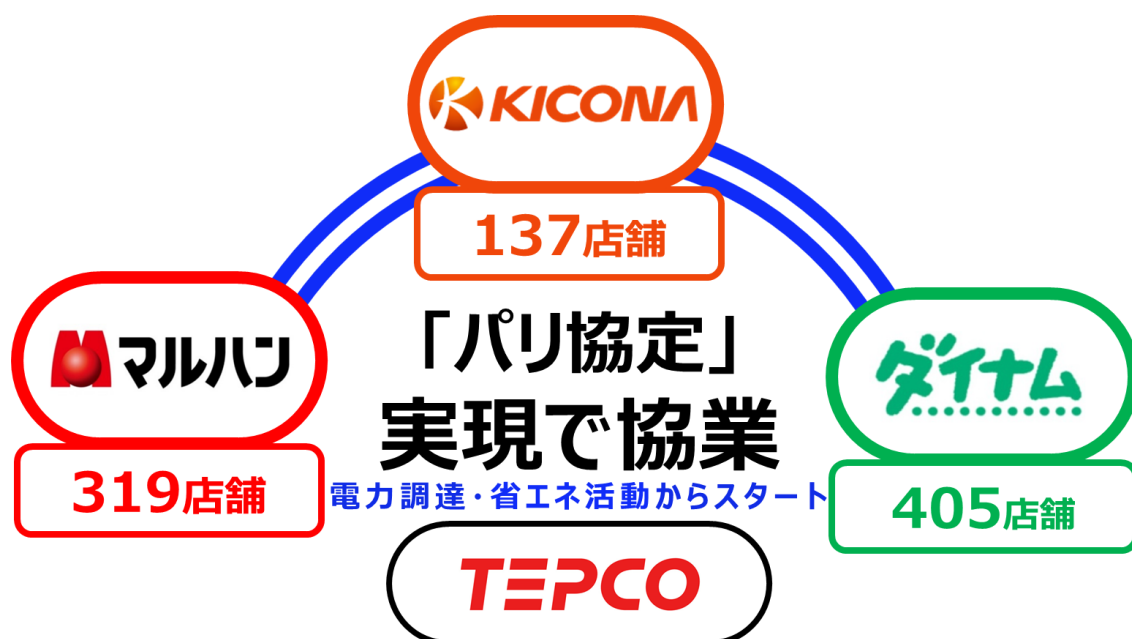 KICONA
137店舗
マルハン
319店舗
ダイナム
405店舗
「パリ協定」
実現で協業
電力調達・省エネ活動からスタート
TEPCO